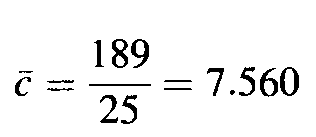 c̄ = 189/25 = 7.560